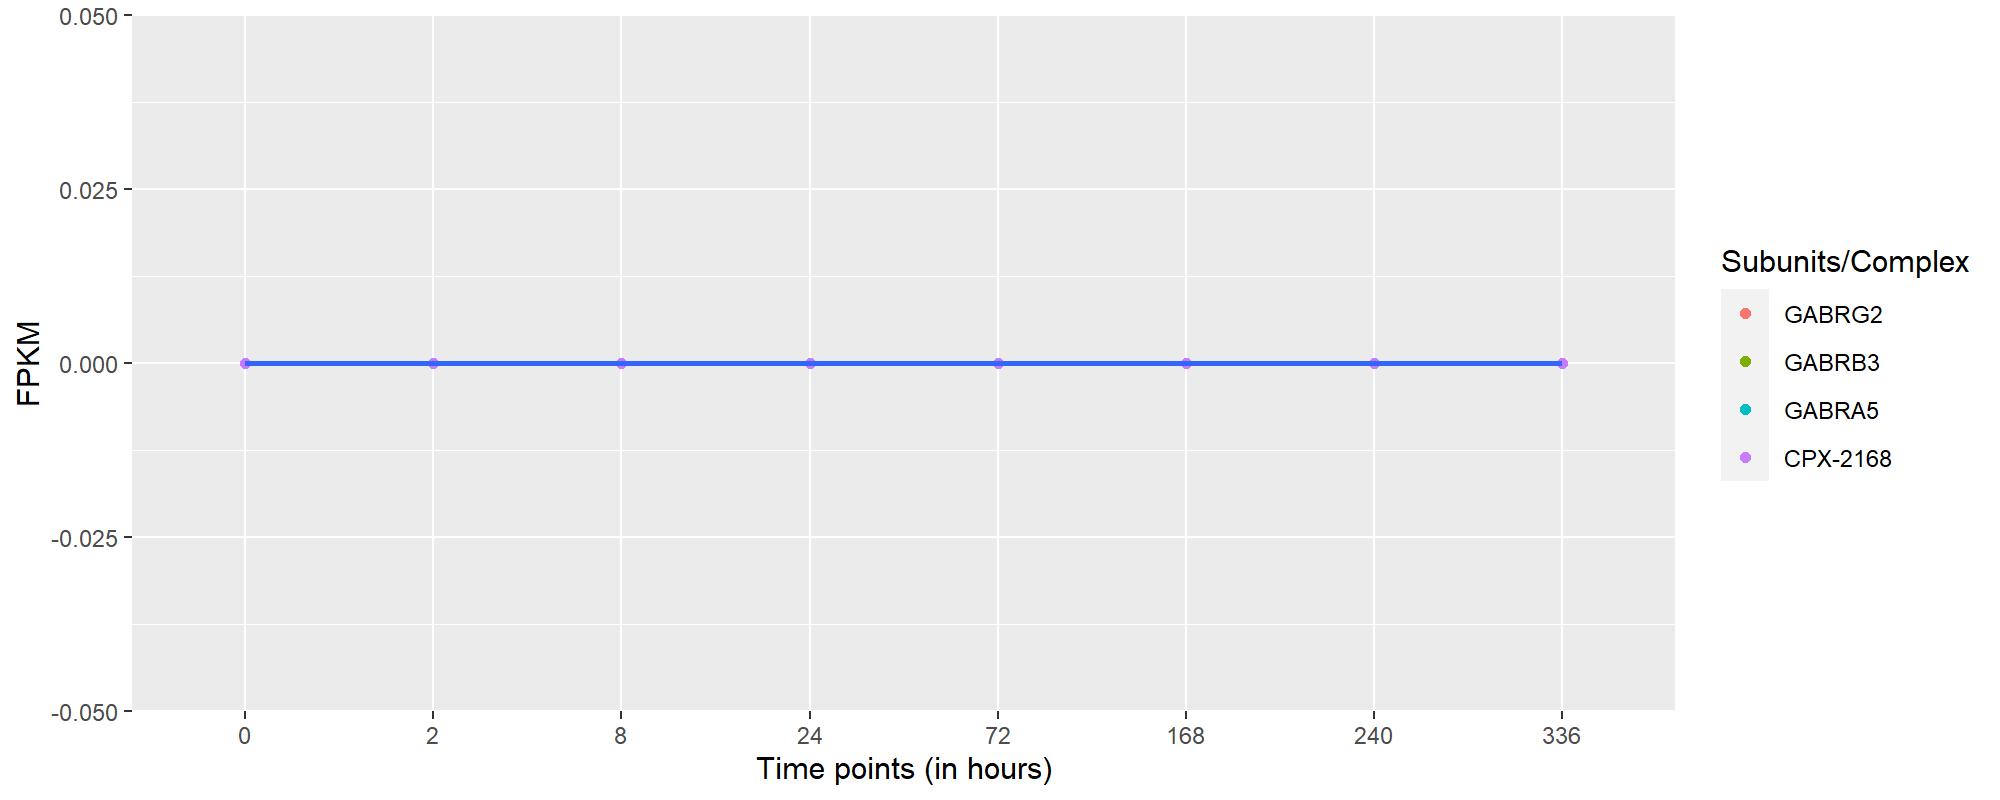 0.050
0.025
0.000
-0.025
-0.050
FPKM
0 2 8 24 72 168 240 336
Time points (in hours)
Subunits/Complex
GABRG2
GABRB3
GABRA5
CPX-2168